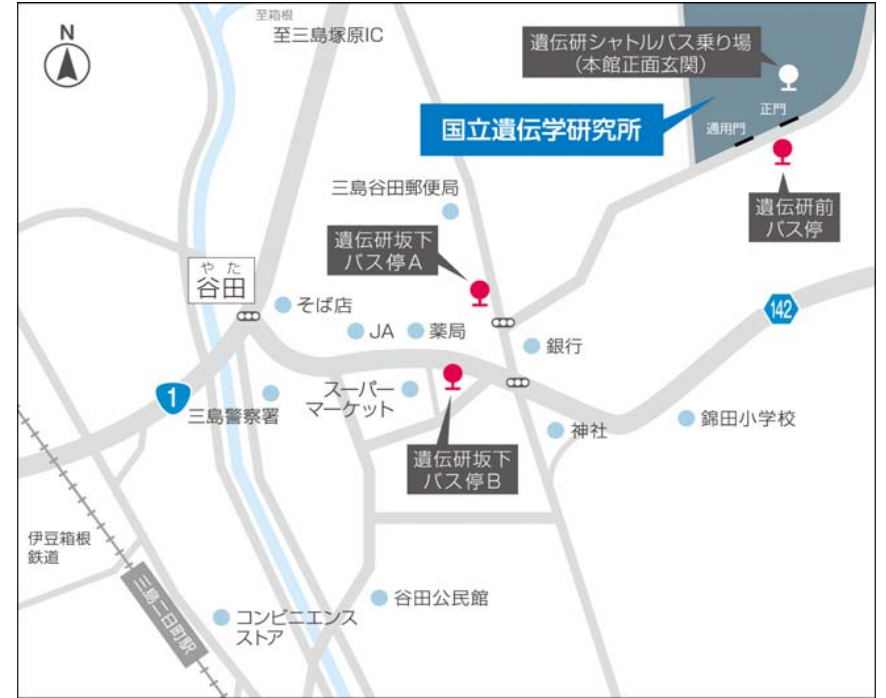 N
至箱根
至三島塚原IC
遺伝研シャトルバス乗り場
(本館正面玄関)
国立遺伝学研究所
正門
通用門
遺伝研前
バス停
三島谷田郵便局
遺伝研坂下
バス停A
やた
谷田
そば店
JA
薬局
銀行
142
1
三島警察署
スーパー
マーケット
神社
錦田小学校
遺伝研坂下
バス停B
伊豆箱根
鉄道
三島二日町駅
コンビニエンス
ストア
谷田公民館